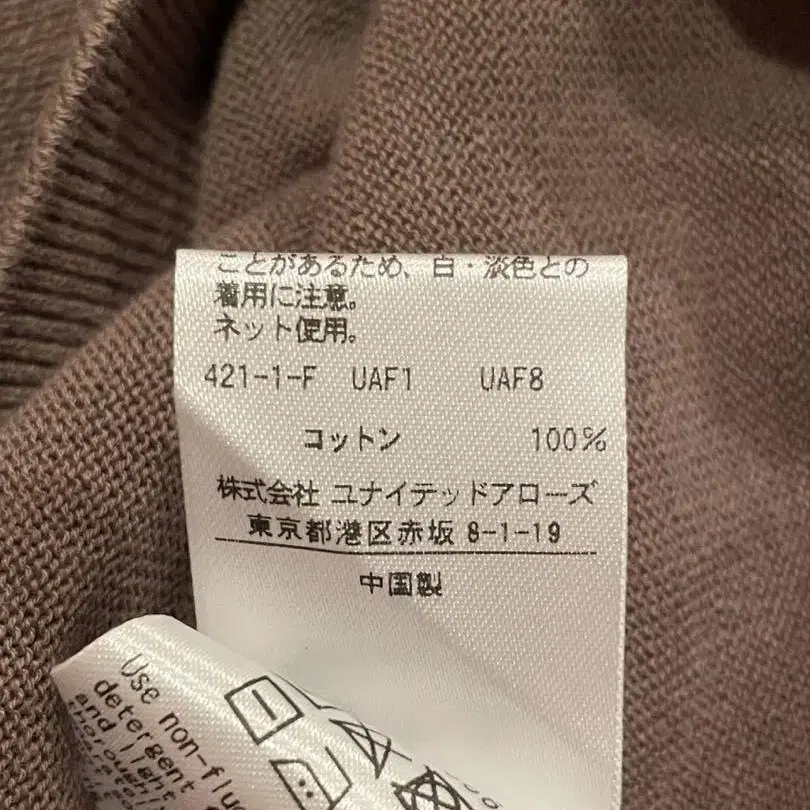 ことがあるため、白・淡色との
着用に注意。
ネット使用。
421-1-F UAF1 UAF8
コットン 100%
株式会社 ユナイテッドアローズ
東京都港区赤坂 8-1-19
中国製
Use non-flu
detergent
and light